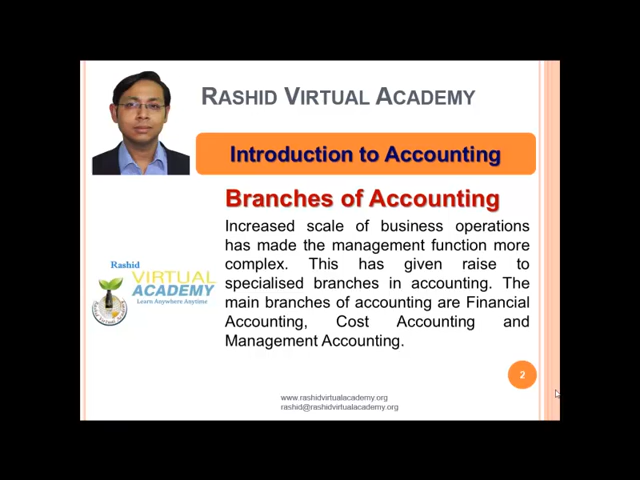 RASHID VIRTUAL ACADEMY
Introduction to Accounting
Branches of Accounting
Increased scale of business operations
has made the management function more
complex. This has given raise to
specialised branches in accounting. The
main branches of accounting are Financial
Accounting, Cost Accounting and
Management Accounting.
Rashid
VIRTUAL
ACADEMY
Learn Anywhere Anytime
2
www.rashidvirtualacademy.org
rashid@rashidvirtualacademy.org